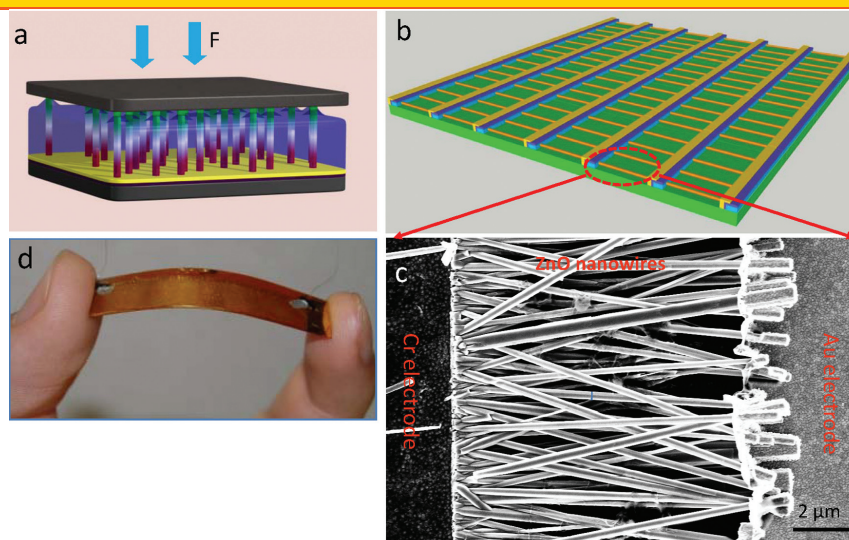 a
F
b
d
c
ZnO nanowires
Cr electrode
Au electrode
2 µm